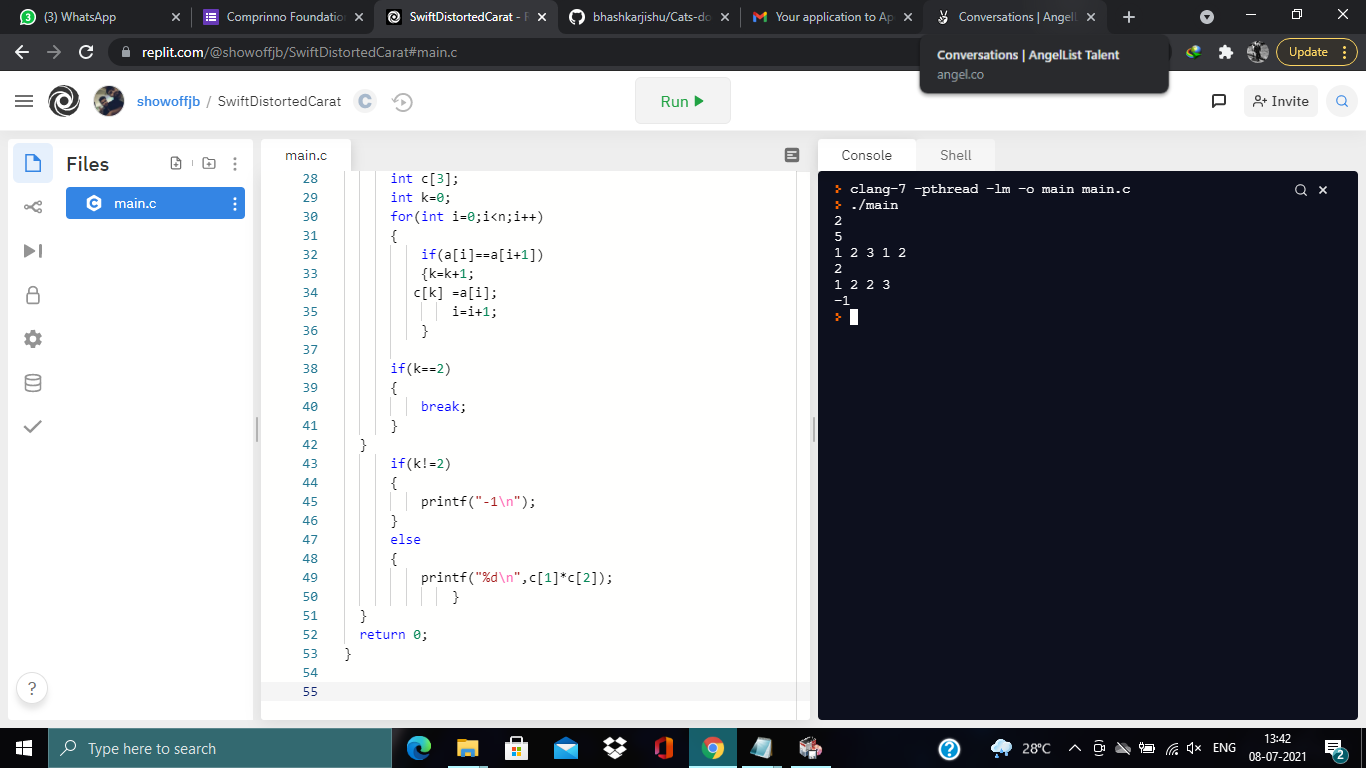 (3) WhatsApp
Comprinno Foundation
SwiftDistortedCarat - R
bhashkarjishu/Cats-do
Your application to Ap
Conversations | AngelL
replit.com/@showoffjb/SwiftDistortedCarat#main.c
Update
Conversations | AngelList Talent
angel.co
showoffjb / SwiftDistortedCarat
C
Run
Invite
Files
main.c
main.c
Console
Shell
28 int c[3];
29 int k=0;
30 for(int i=0;i<n;i++)
31 {
32 if(a[i]==a[i+1])
33 {k=k+1;
34 c[k] =a[i];
35 i=i+1;
36 }
37
38 if(k==2)
39 {
40 break;
41 }
42 }
43 if(k!=2)
44 {
45 printf("-1\n");
46 }
47 else
48 {
49 printf("%d\n",c[1]*c[2]);
50 }
51 }
52 return 0;
53 }
54
55
clang-7 -pthread -lm -o main main.c
./main
2
5
1 2 3 1 2
2
1 2 2 3
-1
?
Type here to search
28°C
ENG
13:42
08-07-2021
2